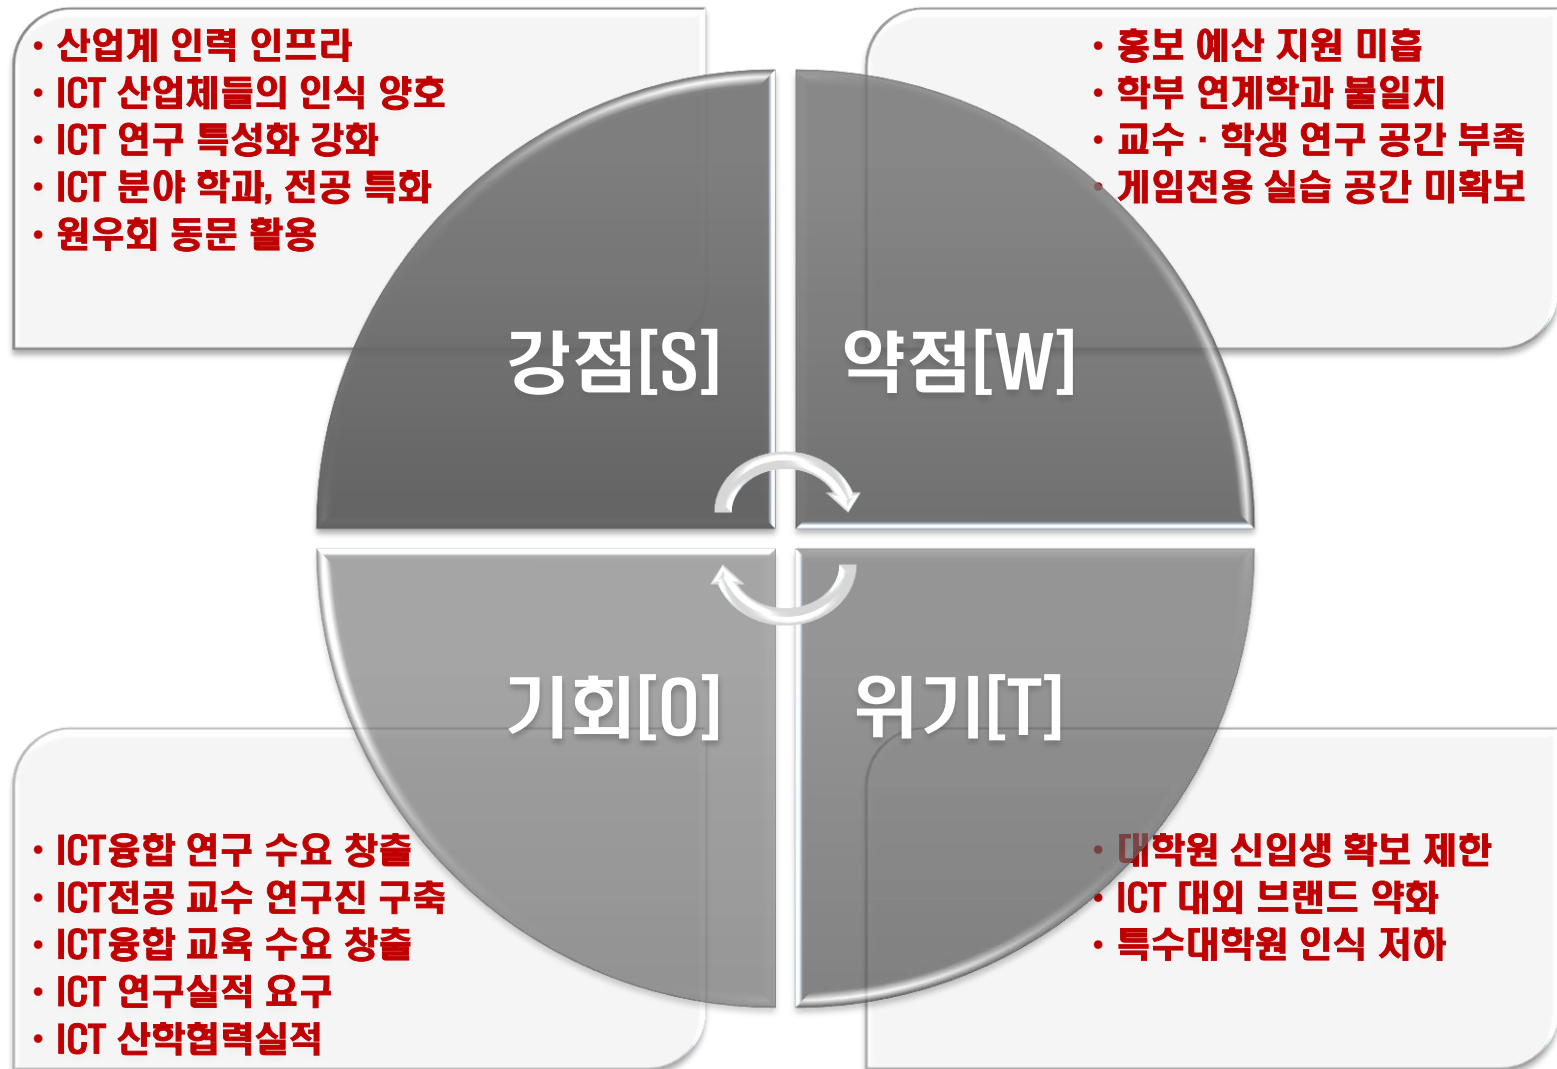 • 산업계 인력 인프라
• ICT 산업체들의 인식 양호
• ICT 연구 특성화 강화
• ICT 분야 학과, 전공 특화
• 원우회 동문 활용
• 홍보 예산 지원 미흡
• 학부 연계학과 불일치
• 교수 · 학생 연구 공간 부족
• 게임전용 실습 공간 미확보
강점[S]
약점[W]
기회[O]
위기[T]
• ICT융합 연구 수요 창출
• ICT전공 교수 연구진 구축
• ICT융합 교육 수요 창출
• ICT 연구실적 요구
• ICT 산학협력실적
• 대학원 신입생 확보 제한
• ICT 대외 브랜드 약화
• 특수대학원 인식 저하